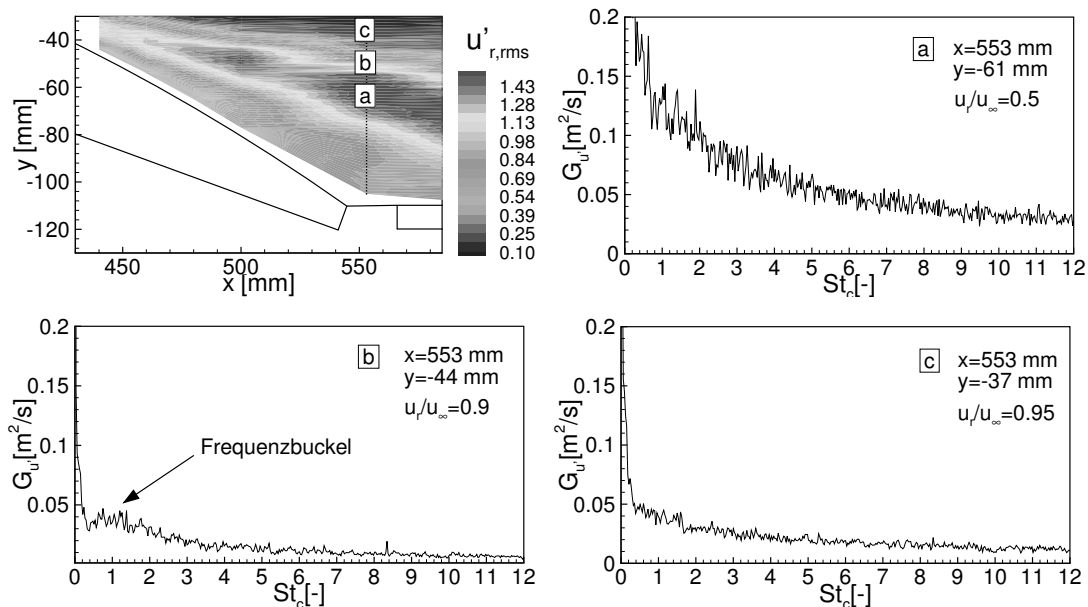 -40
-60
-80
-100
-120
y [mm]
450
500
550
x [mm]
c
b
a
u'r,rms
1.43
1.28
1.13
0.98
0.84
0.69
0.54
0.39
0.25
0.10
0.2
0.15
0.1
0.05
0
Gu'[m²/s]
0 1 2 3 4 5 6 7 8 9 10 11 12
Stc[-]
a
x=553 mm
y=-61 mm
ur/u∞=0.5
0.2
0.15
0.1
0.05
Gu'[m²/s]
0 1 2 3 4 5 6 7 8 9 10 11 12
Stc[-]
b
x=553 mm
y=-44 mm
ur/u∞=0.9
Frequenzbuckel
0.2
0.15
0.1
0.05
0
Gu'[m²/s]
0 1 2 3 4 5 6 7 8 9 10 11 12
Stc[-]
c
x=553 mm
y=-37 mm
ur/u∞=0.95